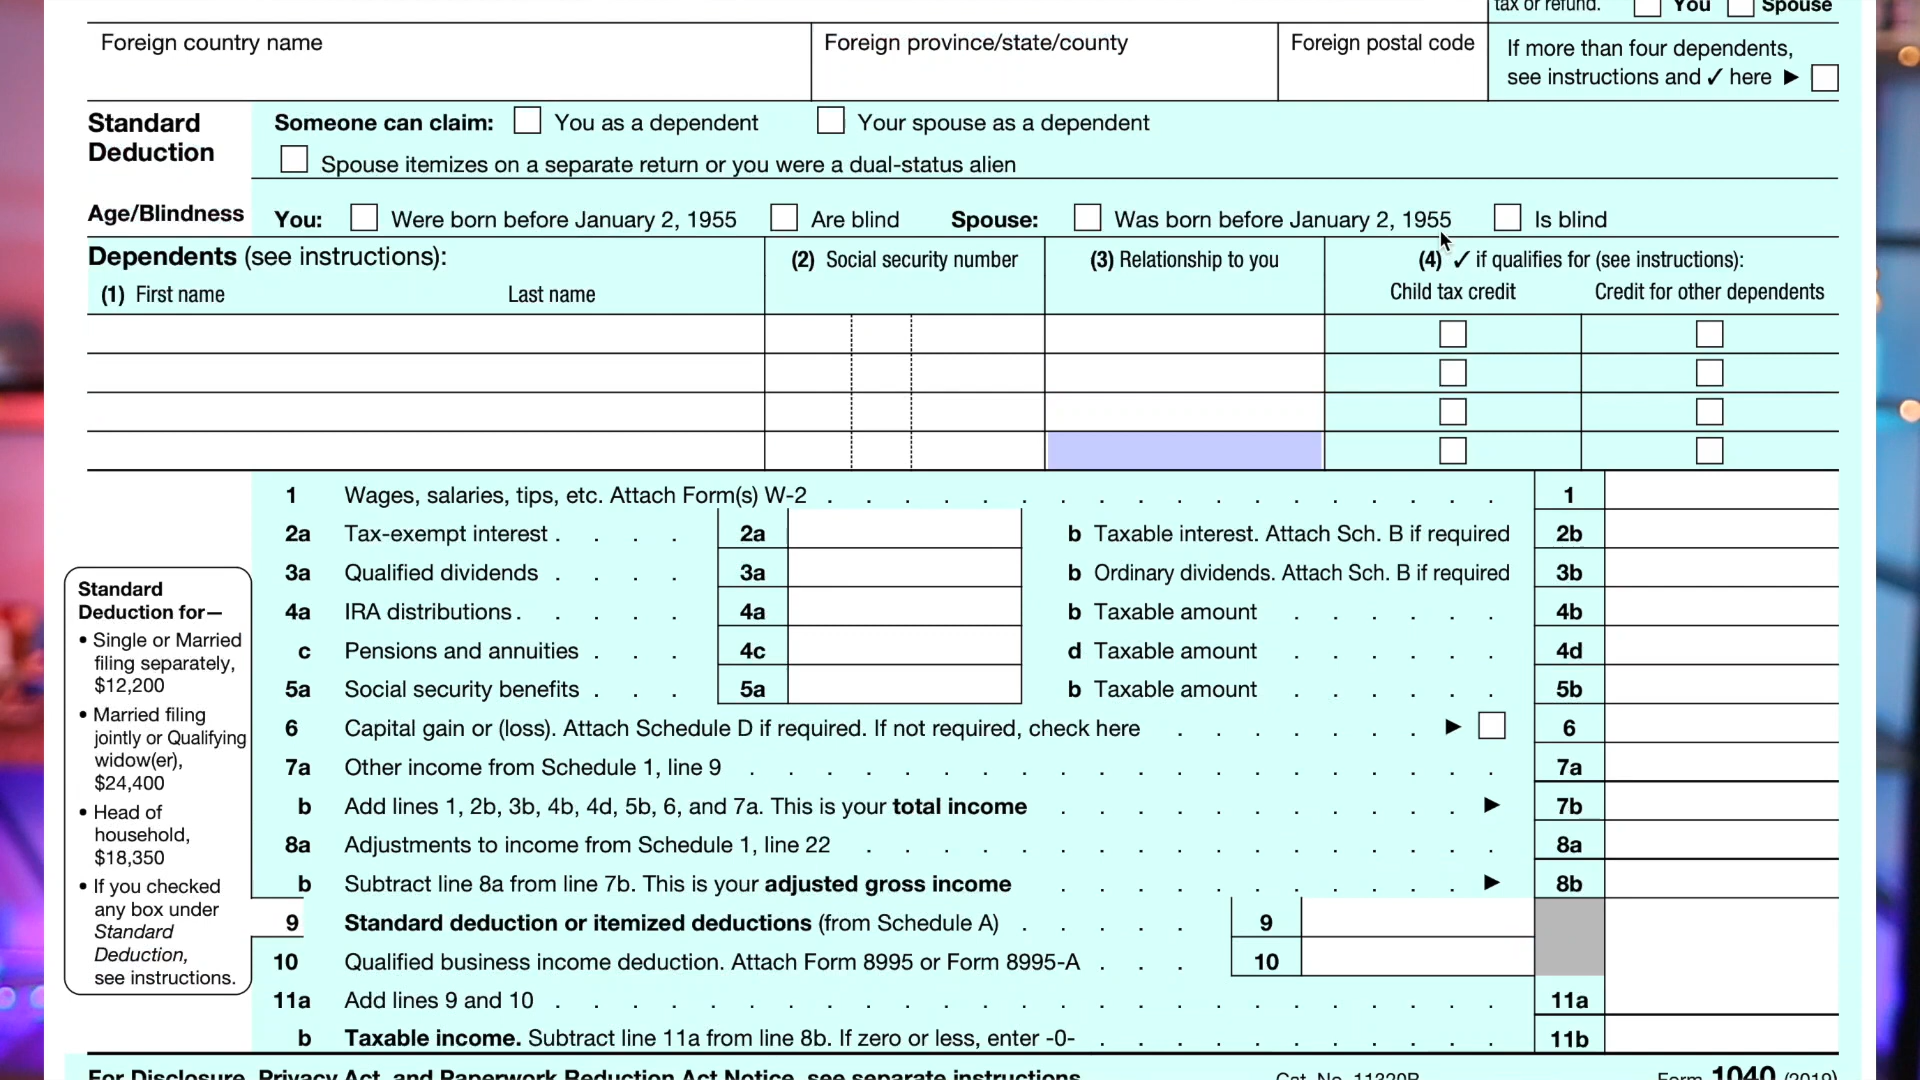 tax or refund. You Spouse
Foreign country name Foreign province/state/county Foreign postal code
If more than four dependents,
see instructions and ✓ here ▶
Standard
Deduction
Someone can claim: You as a dependent Your spouse as a dependent
Spouse itemizes on a separate return or you were a dual-status alien
Age/Blindness You: Were born before January 2, 1955 Are blind Spouse: Was born before January 2, 1955 Is blind
Dependents (see instructions): (2) Social security number (3) Relationship to you (4) ✓ if qualifies for (see instructions):
(1) First name Last name Child tax credit Credit for other dependents
1 Wages, salaries, tips, etc. Attach Form(s) W-2 . . . . . . . . . . . . . . . . . . 1
2a Tax-exempt interest . . . . 2a b Taxable interest. Attach Sch. B if required 2b
3a Qualified dividends . . . . 3a b Ordinary dividends. Attach Sch. B if required 3b
4a IRA distributions . . . . . 4a b Taxable amount . . . . . . 4b
c Pensions and annuities . . . 4c d Taxable amount . . . . . . 4d
5a Social security benefits . . . 5a b Taxable amount . . . . . . 5b
6 Capital gain or (loss). Attach Schedule D if required. If not required, check here . . . . . . . ▶ 6
7a Other income from Schedule 1, line 9 . . . . . . . . . . . . . . . . . . . . 7a
b Add lines 1, 2b, 3b, 4b, 4d, 5b, 6, and 7a. This is your total income . . . . . . . . . . . ▶ 7b
8a Adjustments to income from Schedule 1, line 22 . . . . . . . . . . . . . . . . . 8a
b Subtract line 8a from line 7b. This is your adjusted gross income . . . . . . . . . . . ▶ 8b
9 Standard deduction or itemized deductions (from Schedule A) . . . . . 9
10 Qualified business income deduction. Attach Form 8995 or Form 8995-A . . . 10
11a Add lines 9 and 10 . . . . . . . . . . . . . . . . . . . . . . . . . 11a
b Taxable income. Subtract line 11a from line 8b. If zero or less, enter -0- . . . . . . . . . . . 11b
Standard
Deduction for—
• Single or Married
filing separately,
$12,200
• Married filing
jointly or Qualifying
widow(er),
$24,400
• Head of
household,
$18,350
• If you checked
any box under
Standard
Deduction,
see instructions.
For Disclosure, Privacy Act, and Paperwork Reduction Act Notice, see separate instructions. Cat. No. 11320B Form 1040 (2019)